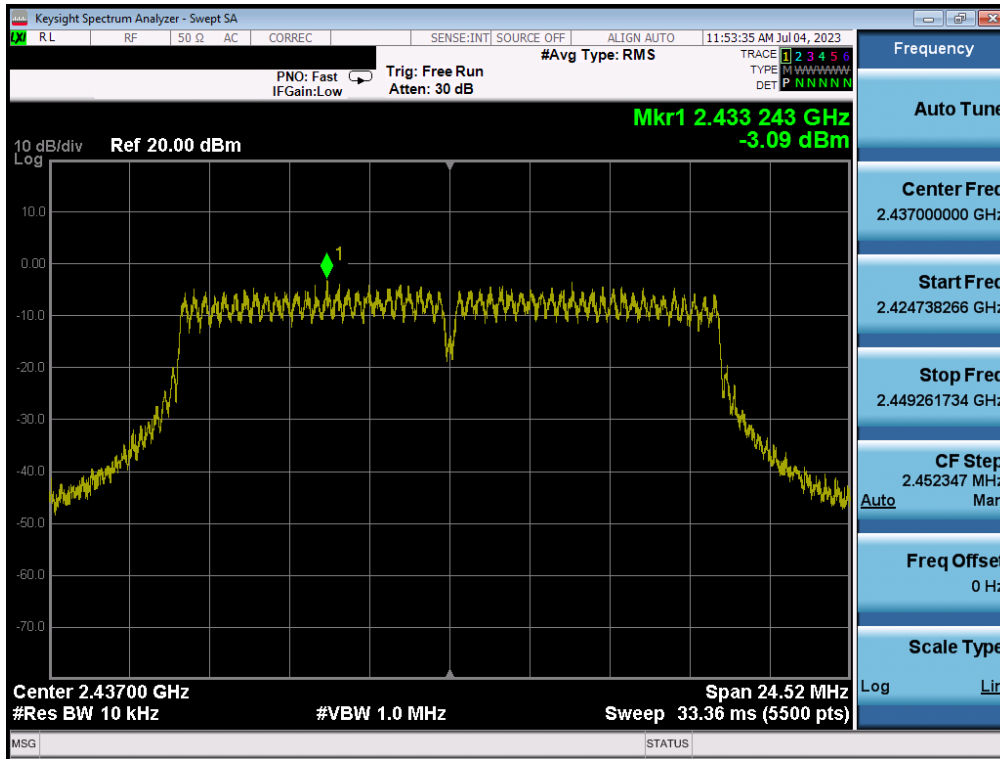 Keysight Spectrum Analyzer - Swept SA
LXI RL RF 50 Ω AC CORREC SENSE:INT SOURCE OFF ALIGN AUTO 11:53:35 AM Jul 04, 2023
#Avg Type: RMS
TRACE 1 2 3 4 5 6
TYPE M W W W W W
DET P N N N N N
PNO: Fast
IFGain:Low
Trig: Free Run
Atten: 30 dB
Mkr1 2.433 243 GHz
-3.09 dBm
10 dB/div Ref 20.00 dBm
Log
10.0
0.00
-10.0
-20.0
-30.0
-40.0
-50.0
-60.0
-70.0
1
Center 2.43700 GHz Span 24.52 MHz
#Res BW 10 kHz #VBW 1.0 MHz Sweep 33.36 ms (5500 pts)
MSG STATUS
Frequency
Auto Tune
Center Freq
2.437000000 GHz
Start Freq
2.424738266 GHz
Stop Freq
2.449261734 GHz
CF Step
2.452347 MHz
Auto Man
Freq Offset
0 Hz
Scale Type
Log Lin